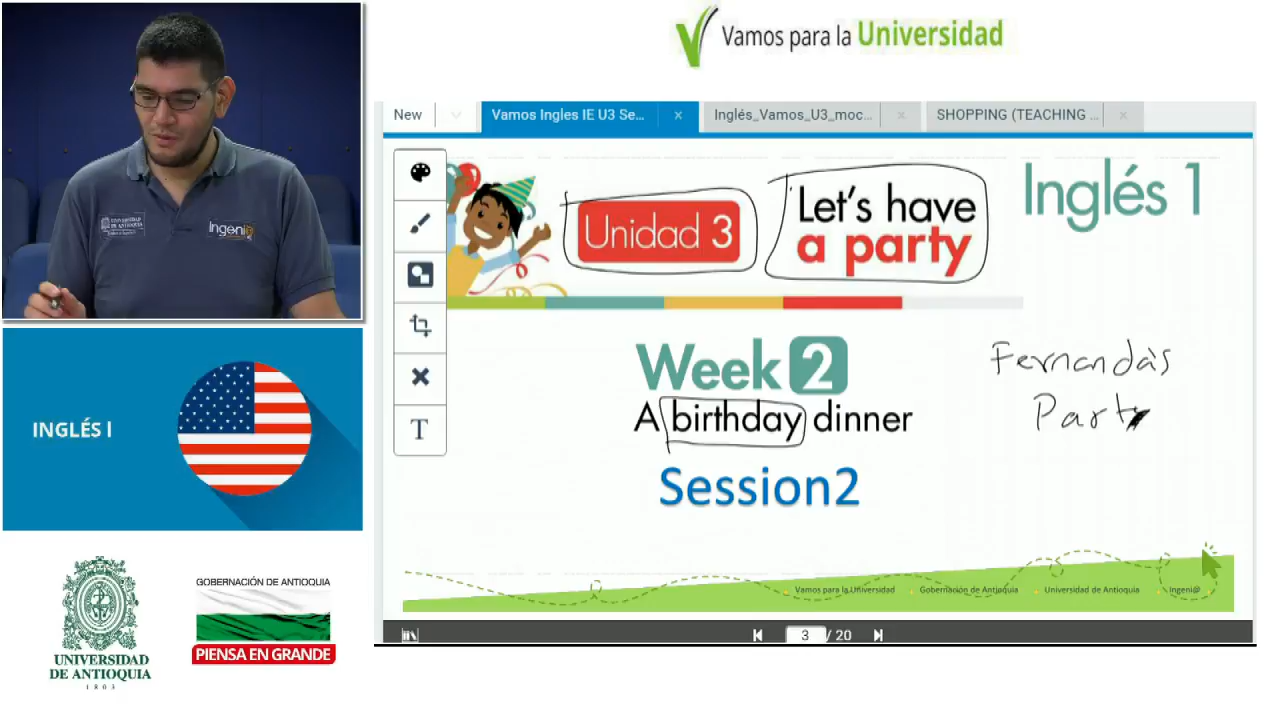 Vamos para la Universidad
New
Vamos Ingles IE U3 Se...
Inglés_Vamos_U3_moc...
SHOPPING (TEACHING ...
Unidad 3
Let's have
a party
Inglés 1
Week 2
A birthday dinner
Session2
Fernanda's
Party
T
Vamos para la Universidad
Gobernación de Antioquia
Universidad de Antioquia
Ingeni@
3 / 20
Ingeni@
INGLÉS I
UNIVERSIDAD
DE ANTIOQUIA
1803
GOBERNACIÓN DE ANTIOQUIA
PIENSA EN GRANDE